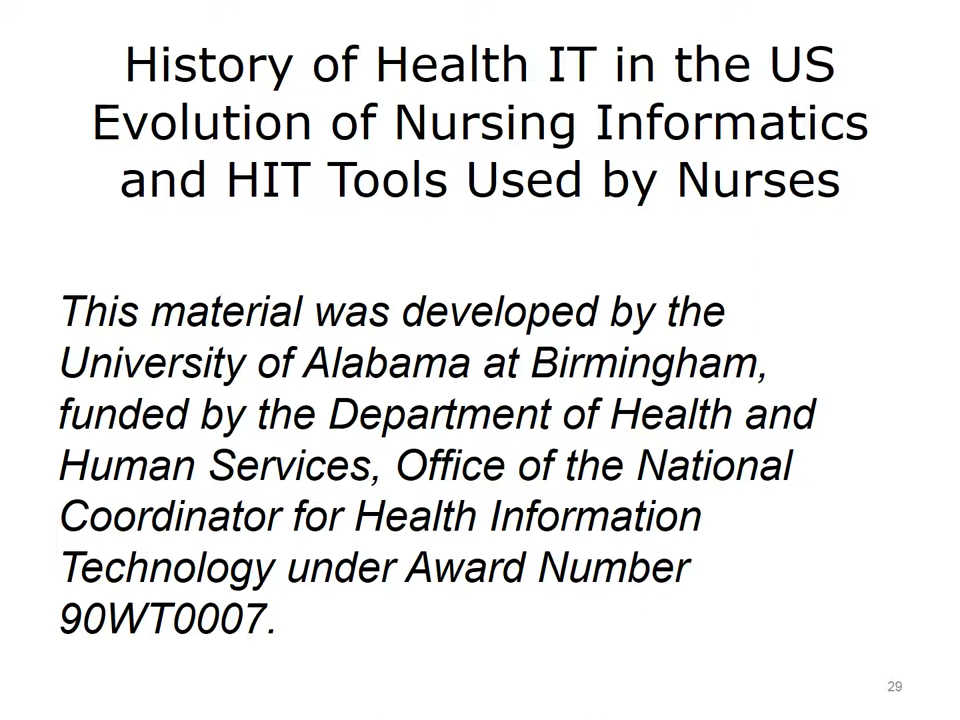 History of Health IT in the US
Evolution of Nursing Informatics
and HIT Tools Used by Nurses
This material was developed by the
University of Alabama at Birmingham,
funded by the Department of Health and
Human Services, Office of the National
Coordinator for Health Information
Technology under Award Number
90WT0007.
29